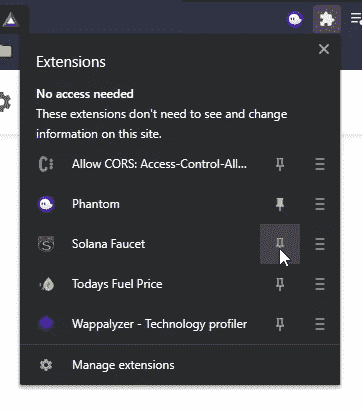 Extensions
No access needed
These extensions don't need to see and change
information on this site.
Allow CORS: Access-Control-All...
Phantom
Solana Faucet
Todays Fuel Price
Wappalyzer - Technology profiler
Manage extensions